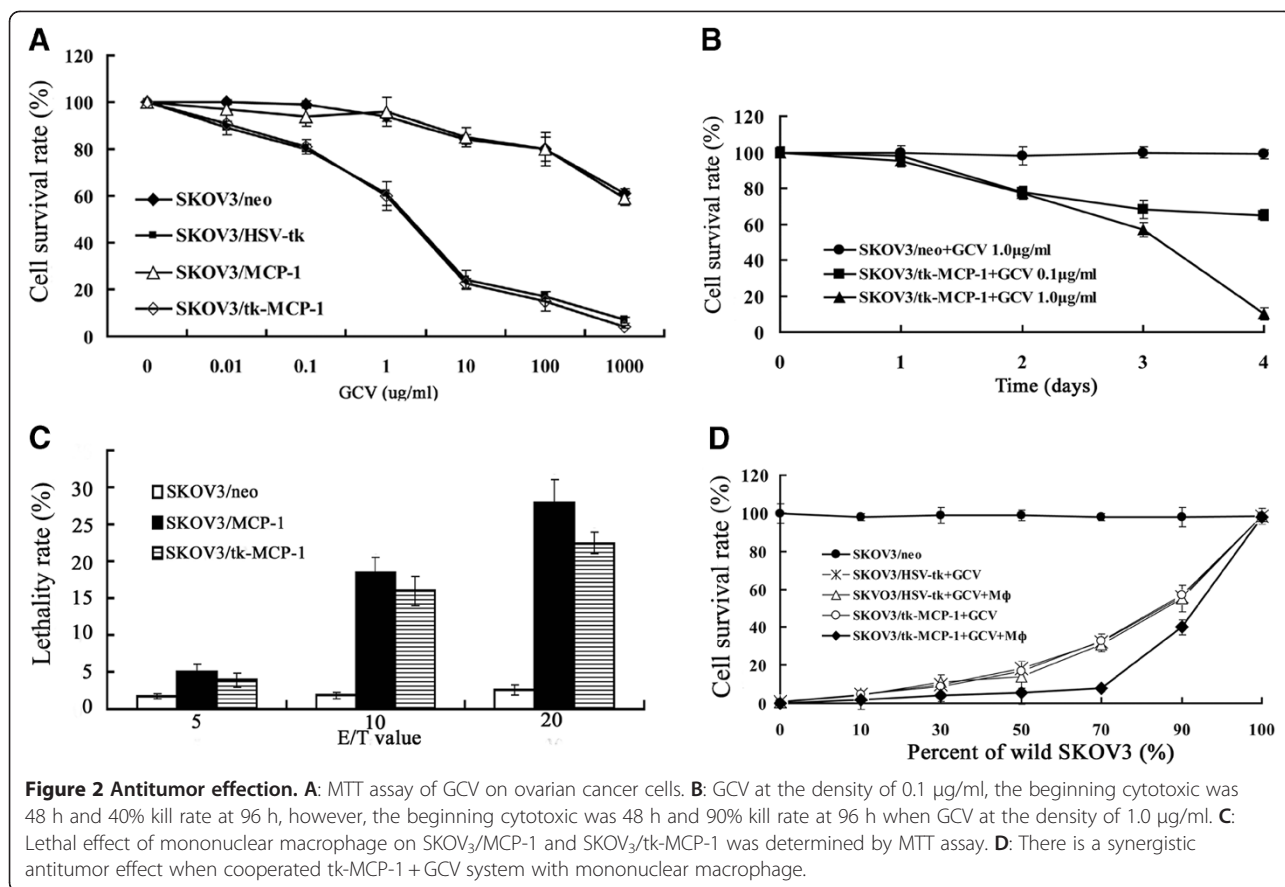 A
Cell survival rate (%)
120
100
80
60
40
20
0
SKOV3/neo
SKOV3/HSV-tk
SKOV3/MCP-1
SKOV3/tk-MCP-1
0 0.01 0.1 1 10 100 1000
GCV (ug/ml)
B
Cell survival rate (%)
120
100
80
60
40
20
0
SKOV3/neo+GCV 1.0μg/ml
SKOV3/tk-MCP-1+GCV 0.1μg/ml
SKOV3/tk-MCP-1+GCV 1.0μg/ml
0 1 2 3 4
Time (days)
C
Lethality rate (%)
30
25
20
15
10
5
0
SKOV3/neo
SKOV3/MCP-1
SKOV3/tk-MCP-1
5 10 20
E/T value
D
Cell survival rate (%)
120
100
80
60
40
20
0
SKOV3/neo
SKOV3/HSV-tk+GCV
SKVO3/HSV-tk+GCV+Mϕ
SKOV3/tk-MCP-1+GCV
SKOV3/tk-MCP-1+GCV+Mϕ
0 10 30 50 70 90 100
Percent of wild SKOV3 (%)
Figure 2 Antitumor effection. A: MTT assay of GCV on ovarian cancer cells. B: GCV at the density of 0.1 μg/ml, the beginning cytotoxic was
48 h and 40% kill rate at 96 h, however, the beginning cytotoxic was 48 h and 90% kill rate at 96 h when GCV at the density of 1.0 μg/ml. C:
Lethal effect of mononuclear macrophage on SKOV₃/MCP-1 and SKOV₃/tk-MCP-1 was determined by MTT assay. D: There is a synergistic
antitumor effect when cooperated tk-MCP-1 + GCV system with mononuclear macrophage.